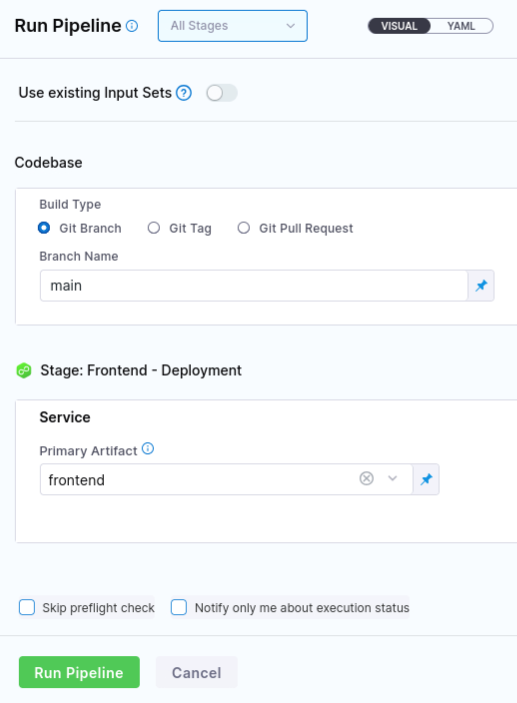 Run Pipeline All Stages VISUAL YAML
Use existing Input Sets ?
Codebase
Build Type
Git Branch Git Tag Git Pull Request
Branch Name
main
Stage: Frontend - Deployment
Service
Primary Artifact
frontend
Skip preflight check Notify only me about execution status
Run Pipeline Cancel